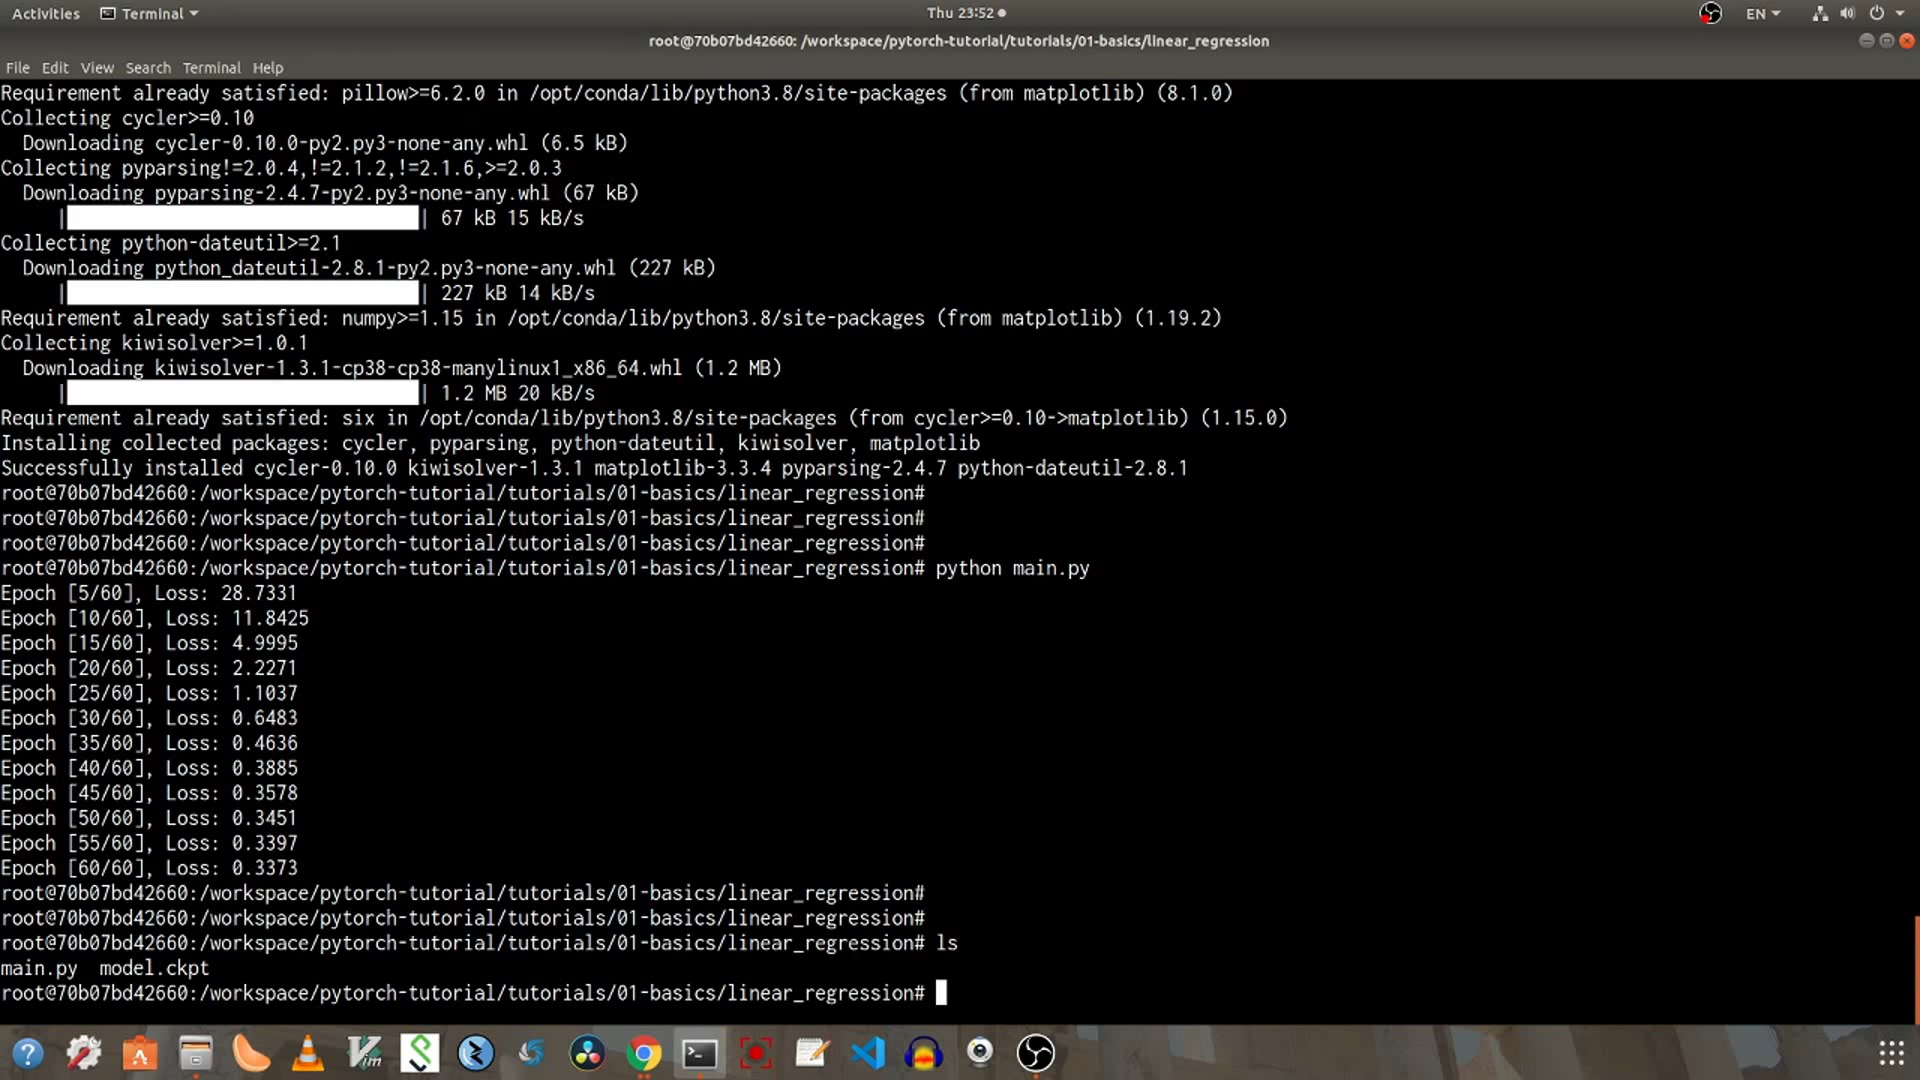 Activities Terminal Thu 23:52 EN
root@70b07bd42660: /workspace/pytorch-tutorial/tutorials/01-basics/linear_regression
File Edit View Search Terminal Help
Requirement already satisfied: pillow>=6.2.0 in /opt/conda/lib/python3.8/site-packages (from matplotlib) (8.1.0)
Collecting cycler>=0.10
  Downloading cycler-0.10.0-py2.py3-none-any.whl (6.5 kB)
Collecting pyparsing!=2.0.4,!=2.1.2,!=2.1.6,>=2.0.3
  Downloading pyparsing-2.4.7-py2.py3-none-any.whl (67 kB)
| | 67 kB 15 kB/s
Collecting python-dateutil>=2.1
  Downloading python_dateutil-2.8.1-py2.py3-none-any.whl (227 kB)
| | 227 kB 14 kB/s
Requirement already satisfied: numpy>=1.15 in /opt/conda/lib/python3.8/site-packages (from matplotlib) (1.19.2)
Collecting kiwisolver>=1.0.1
  Downloading kiwisolver-1.3.1-cp38-cp38-manylinux1_x86_64.whl (1.2 MB)
| | 1.2 MB 20 kB/s
Requirement already satisfied: six in /opt/conda/lib/python3.8/site-packages (from cycler>=0.10->matplotlib) (1.15.0)
Installing collected packages: cycler, pyparsing, python-dateutil, kiwisolver, matplotlib
Successfully installed cycler-0.10.0 kiwisolver-1.3.1 matplotlib-3.3.4 pyparsing-2.4.7 python-dateutil-2.8.1
root@70b07bd42660:/workspace/pytorch-tutorial/tutorials/01-basics/linear_regression#
root@70b07bd42660:/workspace/pytorch-tutorial/tutorials/01-basics/linear_regression#
root@70b07bd42660:/workspace/pytorch-tutorial/tutorials/01-basics/linear_regression#
root@70b07bd42660:/workspace/pytorch-tutorial/tutorials/01-basics/linear_regression# python main.py
Epoch [5/60], Loss: 28.7331
Epoch [10/60], Loss: 11.8425
Epoch [15/60], Loss: 4.9995
Epoch [20/60], Loss: 2.2271
Epoch [25/60], Loss: 1.1037
Epoch [30/60], Loss: 0.6483
Epoch [35/60], Loss: 0.4636
Epoch [40/60], Loss: 0.3885
Epoch [45/60], Loss: 0.3578
Epoch [50/60], Loss: 0.3451
Epoch [55/60], Loss: 0.3397
Epoch [60/60], Loss: 0.3373
root@70b07bd42660:/workspace/pytorch-tutorial/tutorials/01-basics/linear_regression#
root@70b07bd42660:/workspace/pytorch-tutorial/tutorials/01-basics/linear_regression#
root@70b07bd42660:/workspace/pytorch-tutorial/tutorials/01-basics/linear_regression# ls
main.py  model.ckpt
root@70b07bd42660:/workspace/pytorch-tutorial/tutorials/01-basics/linear_regression#